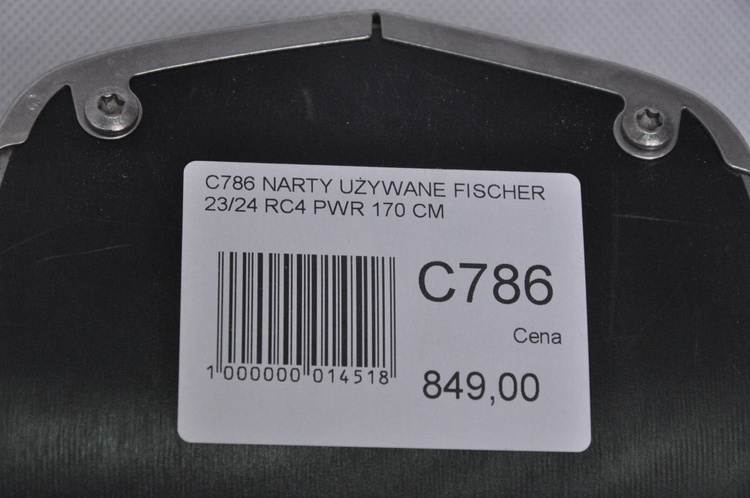 C786 NARTY UŻYWANE FISCHER
23/24 RC4 PWR 170 CM
C786
Cena
849,00
1 000000 014518